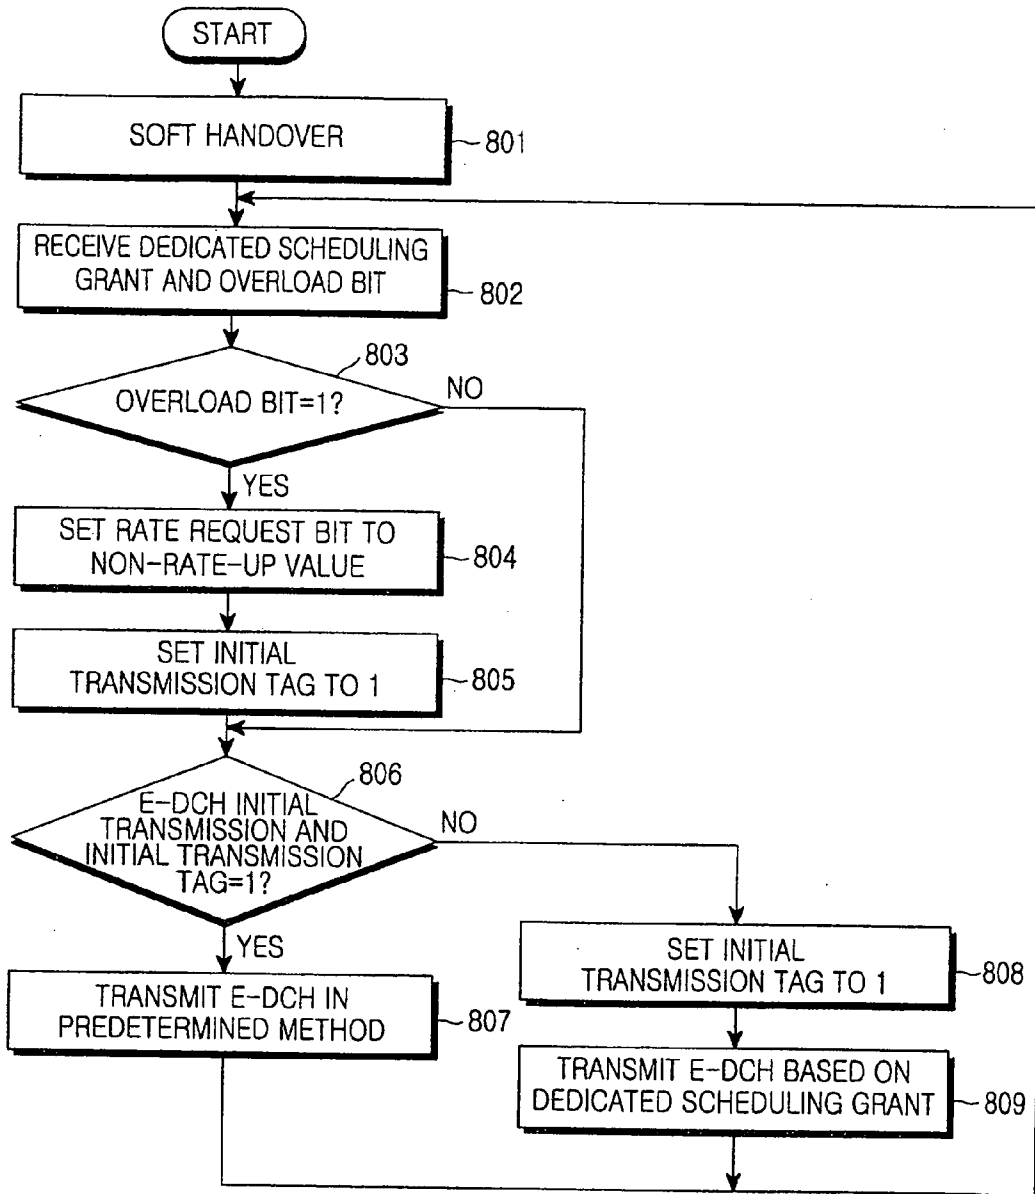 START
SOFT HANDOVER
801
RECEIVE DEDICATED SCHEDULING
GRANT AND OVERLOAD BIT
802
803
OVERLOAD BIT=1?
NO
YES
SET RATE REQUEST BIT TO
NON-RATE-UP VALUE
804
SET INITIAL
TRANSMISSION TAG TO 1
805
806
E-DCH INITIAL
TRANSMISSION AND
INITIAL TRANSMISSION
TAG=1?
NO
YES
TRANSMIT E-DCH IN
PREDETERMINED METHOD
807
SET INITIAL
TRANSMISSION TAG TO 1
808
TRANSMIT E-DCH BASED ON
DEDICATED SCHEDULING GRANT
809